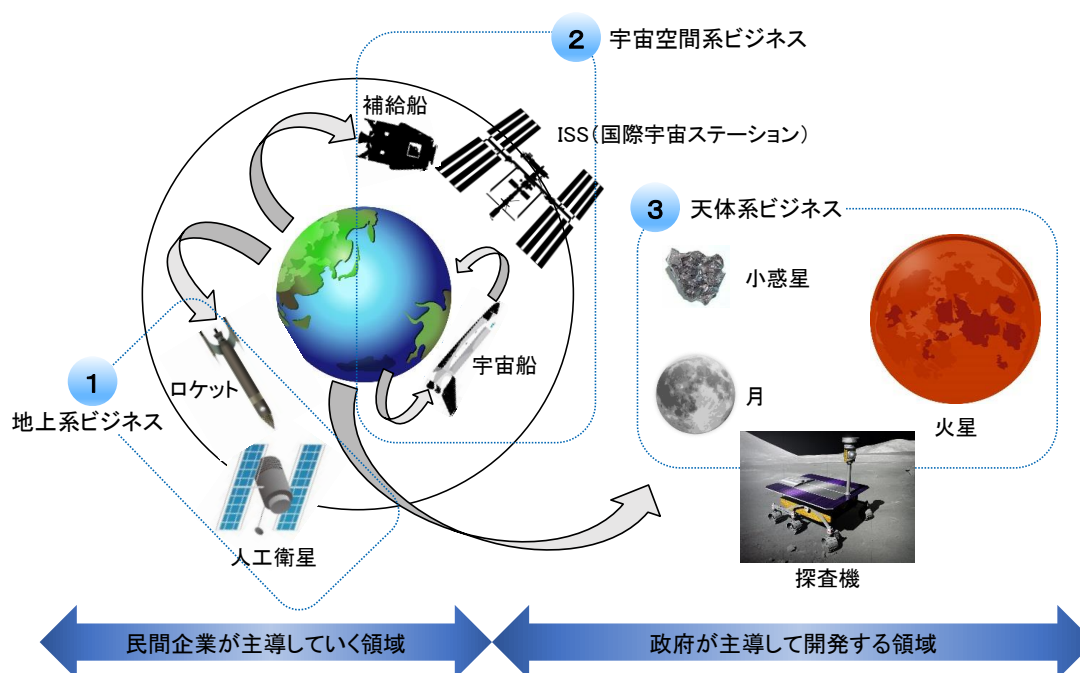 2 宇宙空間系ビジネス
補給船
ISS(国際宇宙ステーション)
3 天体系ビジネス
小惑星
宇宙船
1
ロケット
月
地上系ビジネス
火星
人工衛星
探査機
民間企業が主導していく領域
政府が主導して開発する領域